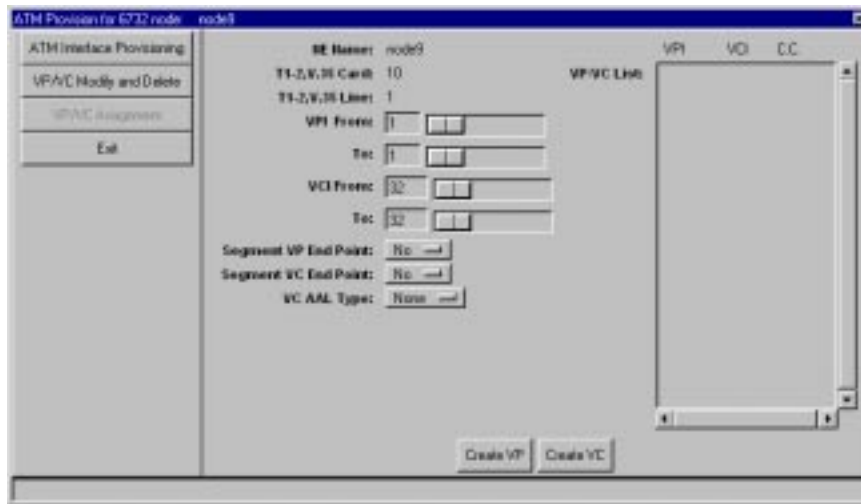 ATM Provision for 6732 node: node9
ATM Interface Provisioning
VP/VC Modify and Delete
VP/VC Assignment
Exit
NE Name: node9
T1-2,V.35 Card: 10
T1-2,V.35 Line: 1
VPI From: 1
To: 1
VCI From: 32
To: 32
Segment VP End Point: No
Segment VC End Point: No
VC AAL Type: None
VPI VCI C.C.
VP/VC List:
Create VP Create VC